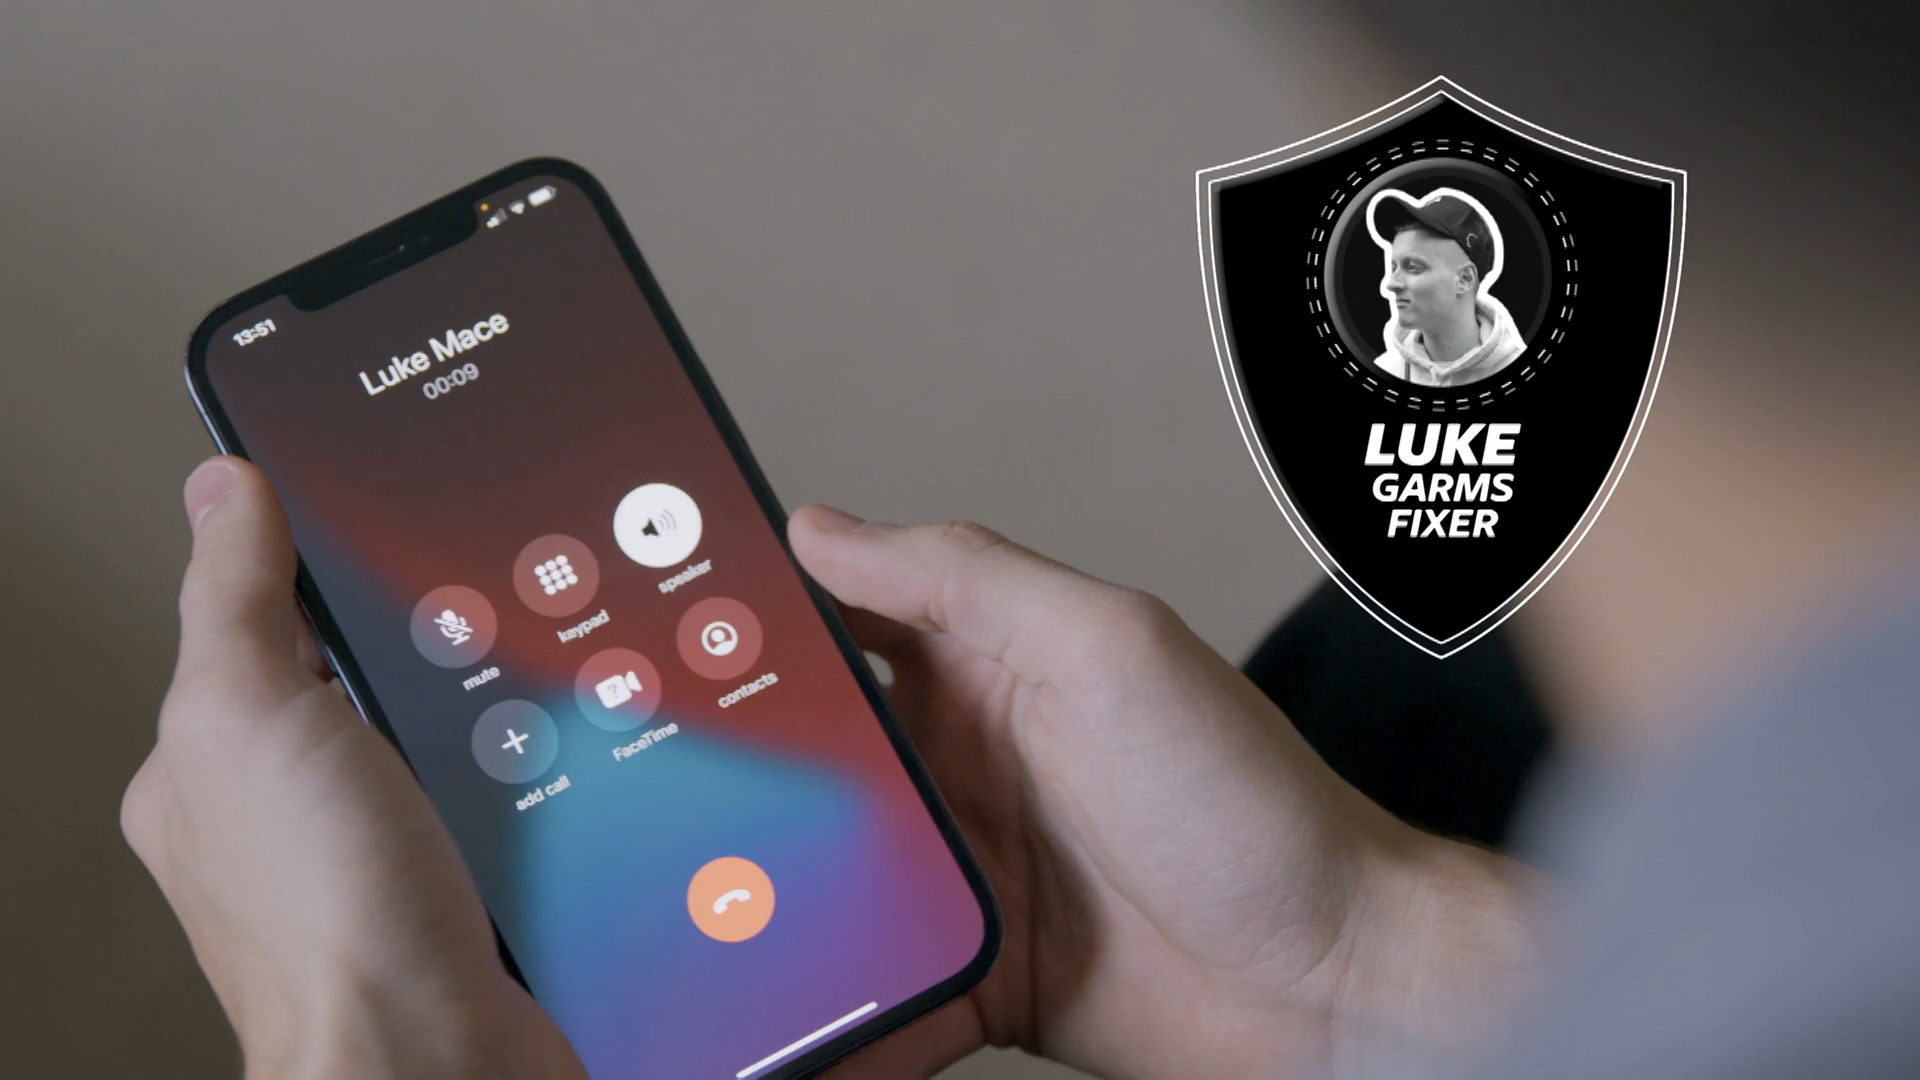 13:51
Luke Mace
00:09
speaker
keypad
mute
contacts
FaceTime
add call
LUKE
GARMS
FIXER